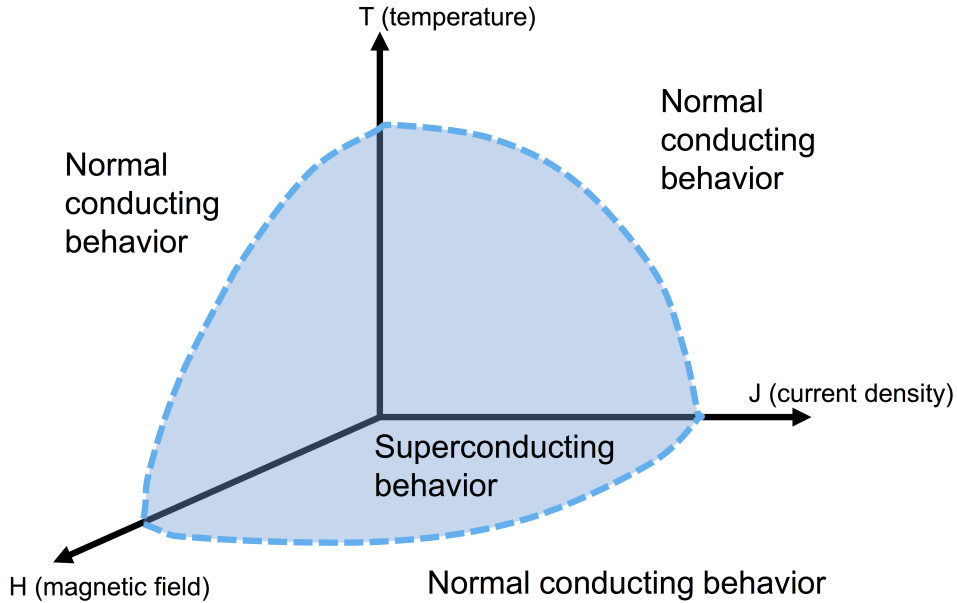 T (temperature)
Normal
conducting
behavior
Normal
conducting
behavior
J (current density)
Superconducting
behavior
H (magnetic field)
Normal conducting behavior